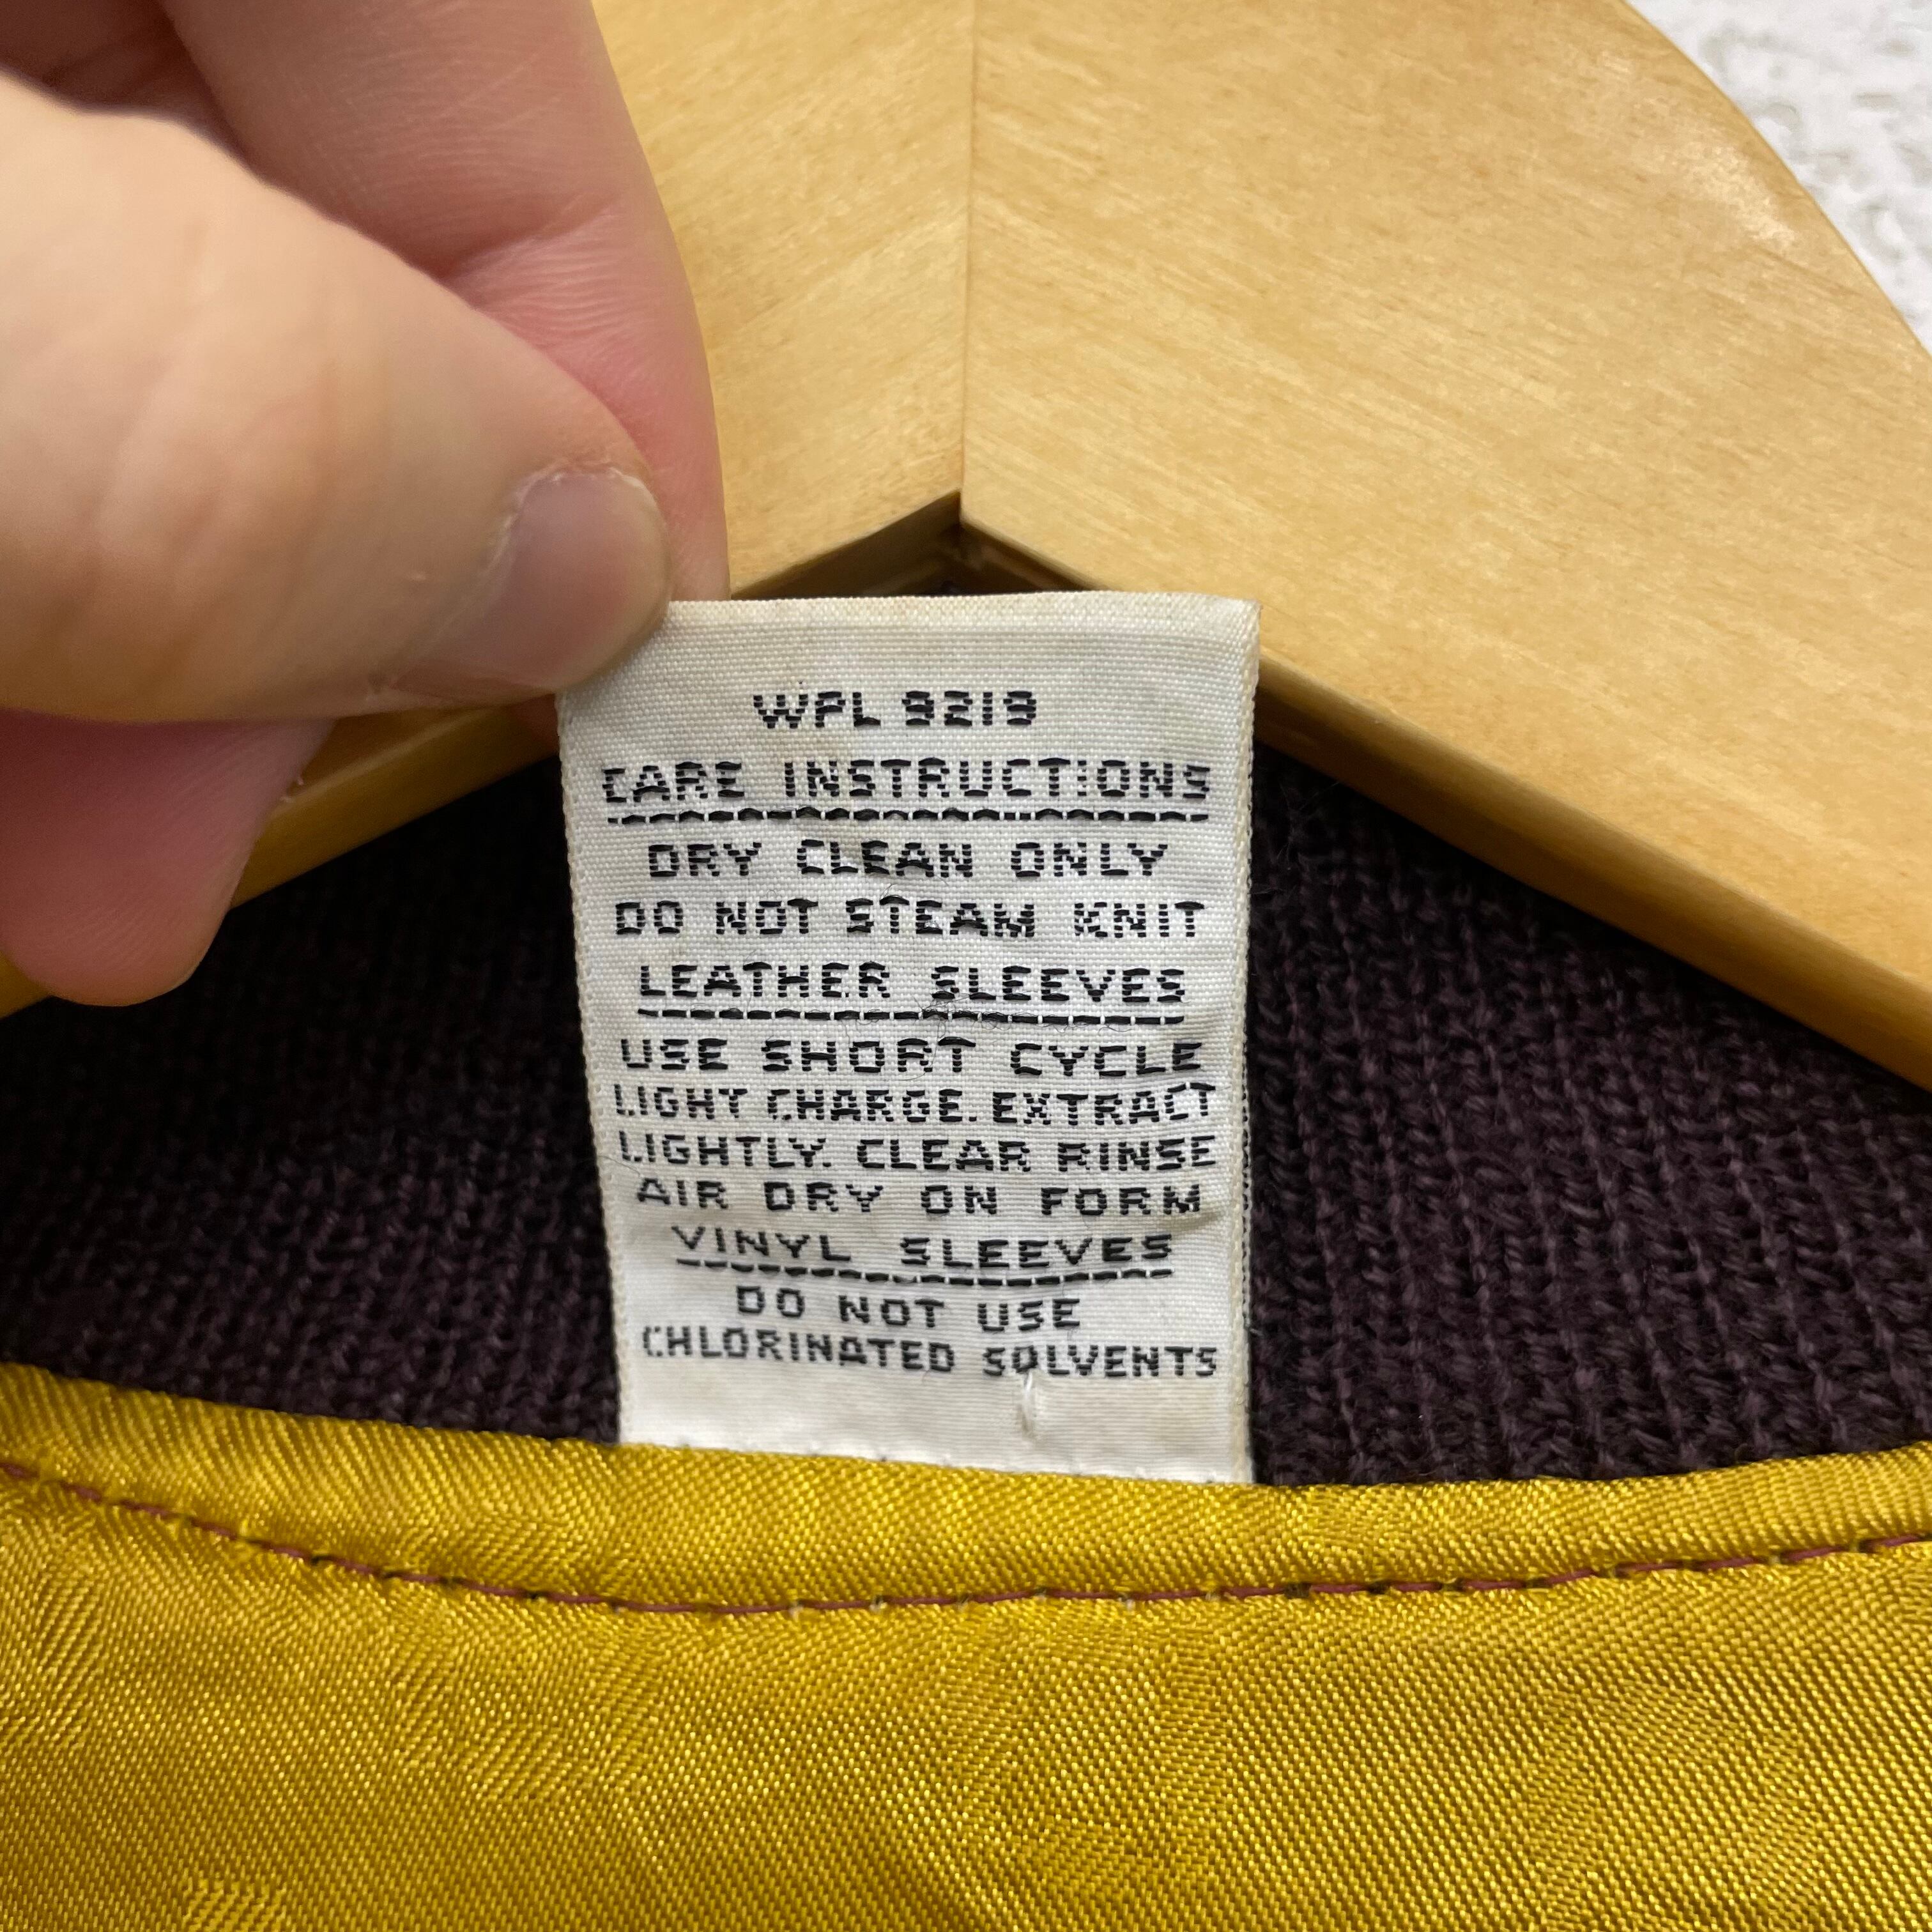 WPL 9219
CARE INSTRUCTIONS
DRY CLEAN ONLY
DO NOT STEAM KNIT
LEATHER SLEEVES
USE SHORT CYCLE
LIGHT CHARGE. EXTRACT
LIGHTLY. CLEAR RINSE
AIR DRY ON FORM
VINYL SLEEVES
DO NOT USE
CHLORINATED SOLVENTS